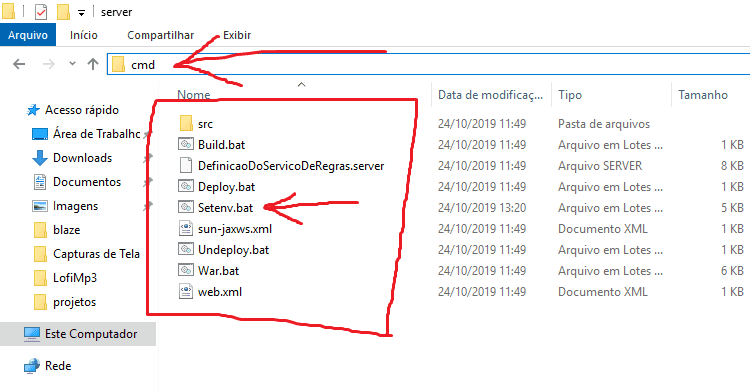 server
Arquivo Início Compartilhar Exibir
cmd
Nome Data de modificaç... Tipo Tamanho
Acesso rápido
Área de Trabalho
Downloads
Documentos
Imagens
blaze
Capturas de Tela
LofiMp3
projetos
Este Computador
Rede
src 24/10/2019 11:49 Pasta de arquivos
Build.bat 24/10/2019 11:49 Arquivo em Lotes ... 1 KB
DefinicaoDoServicoDeRegras.server 24/10/2019 11:49 Arquivo SERVER 8 KB
Deploy.bat 24/10/2019 11:49 Arquivo em Lotes ... 1 KB
Setenv.bat 24/10/2019 13:20 Arquivo em Lotes ... 5 KB
sun-jaxws.xml 24/10/2019 11:49 Documento XML 1 KB
Undeploy.bat 24/10/2019 11:49 Arquivo em Lotes ... 1 KB
War.bat 24/10/2019 11:49 Arquivo em Lotes ... 6 KB
web.xml 24/10/2019 11:49 Documento XML 1 KB